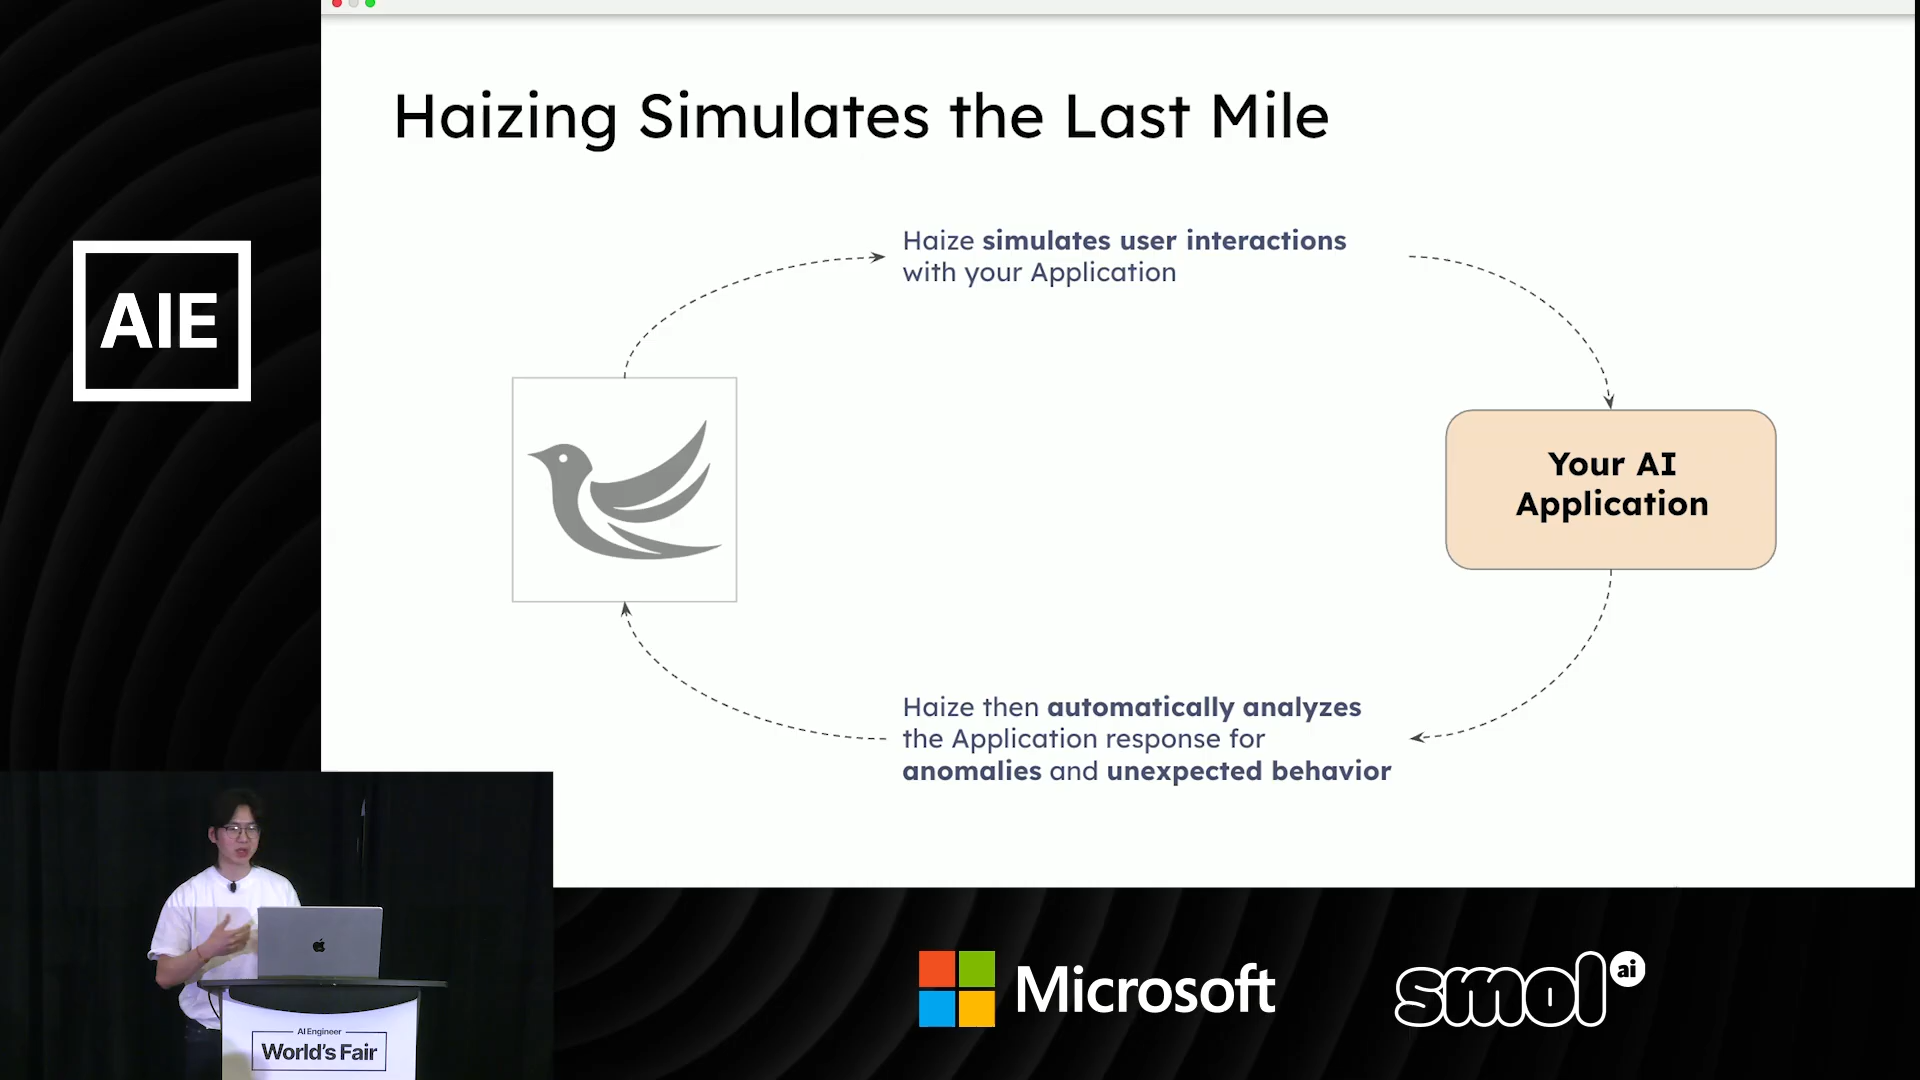 Haizing Simulates the Last Mile
AIE
Haize simulates user interactions
with your Application
Your AI
Application
Haize then automatically analyzes
the Application response for
anomalies and unexpected behavior
AI Engineer
World's Fair
Microsoft
smol ai